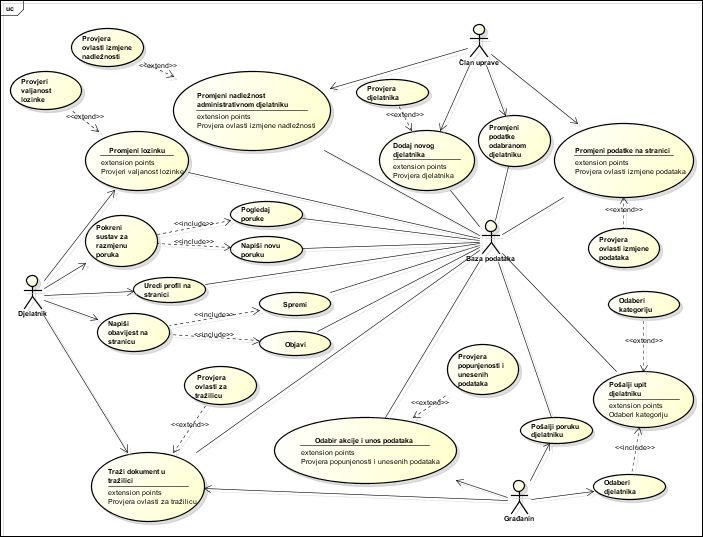 uc
Provjera
ovlasti izmjene
nadležnosti
<<extend>>
Provjeri
valjanost
lozinke
<<extend>>
Promjeni nadležnost
administrativnom djelatniku
extension points
Provjera ovlasti izmjene nadležnosti
Član uprave
Provjera
djelatnika
<<extend>>
Dodaj novog
djelatnika
extension points
Provjera djelatnika
Promjeni
podatke
odabranom
djelatniku
Promjeni podatke na stranici
extension points
Provjera ovlasti izmjene podataka
<<extend>>
Provjera
ovlasti izmjene
podataka
Promjeni lozinku
extension points
Provjeri valjanost lozinke
Pokreni
sustav za
razmjenu
poruka
<<include>>
<<include>>
Pogledaj
poruke
Napiši novu
poruku
Baza podataka
Djelatnik
Uredi profil na
stranici
Napiši
obavijest na
stranicu
<<include>>
<<include>>
Spremi
Objavi
Odaberi
kategoriju
<<extend>>
Provjera
ovlasti za
tražilicu
<<extend>>
Provjera
popunjenosti i
unesenih
podataka
<<extend>>
Pošalji upit
djelatniku
extension points
Odaberi kategoriju
<<include>>
Odabir akcije i unos podataka
extension points
Provjera popunjenosti i unesenih podataka
Pošalji poruku
djelatniku
Traži dokument u
tražilici
extension points
Provjera ovlasti za tražilicu
Odaberi
djelatnika
Građanin